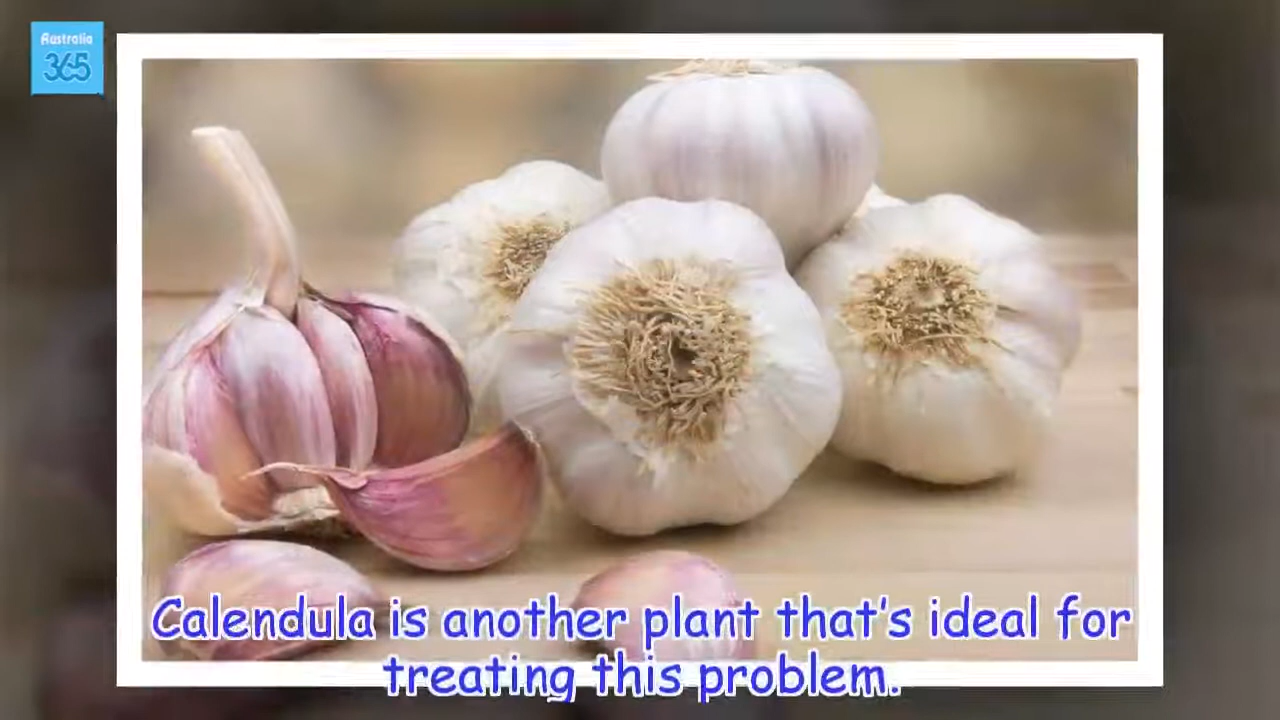 Australia
365
Calendula is another plant that's ideal for
treating this problem.